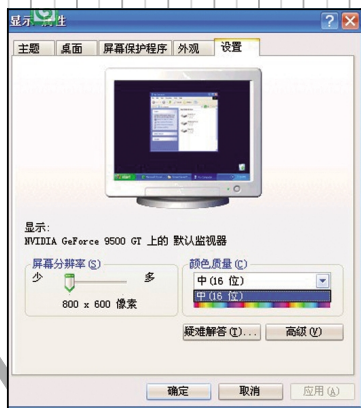 显示 属性
主题 桌面 屏幕保护程序 外观 设置
显示:
NVIDIA GeForce 9500 GT 上的 默认监视器
屏幕分辨率(S)
少 多
800 x 600 像素
颜色质量(C)
中(16 位)
中(16 位)
疑难解答(T)... 高级(V)
确定 取消 应用(A)